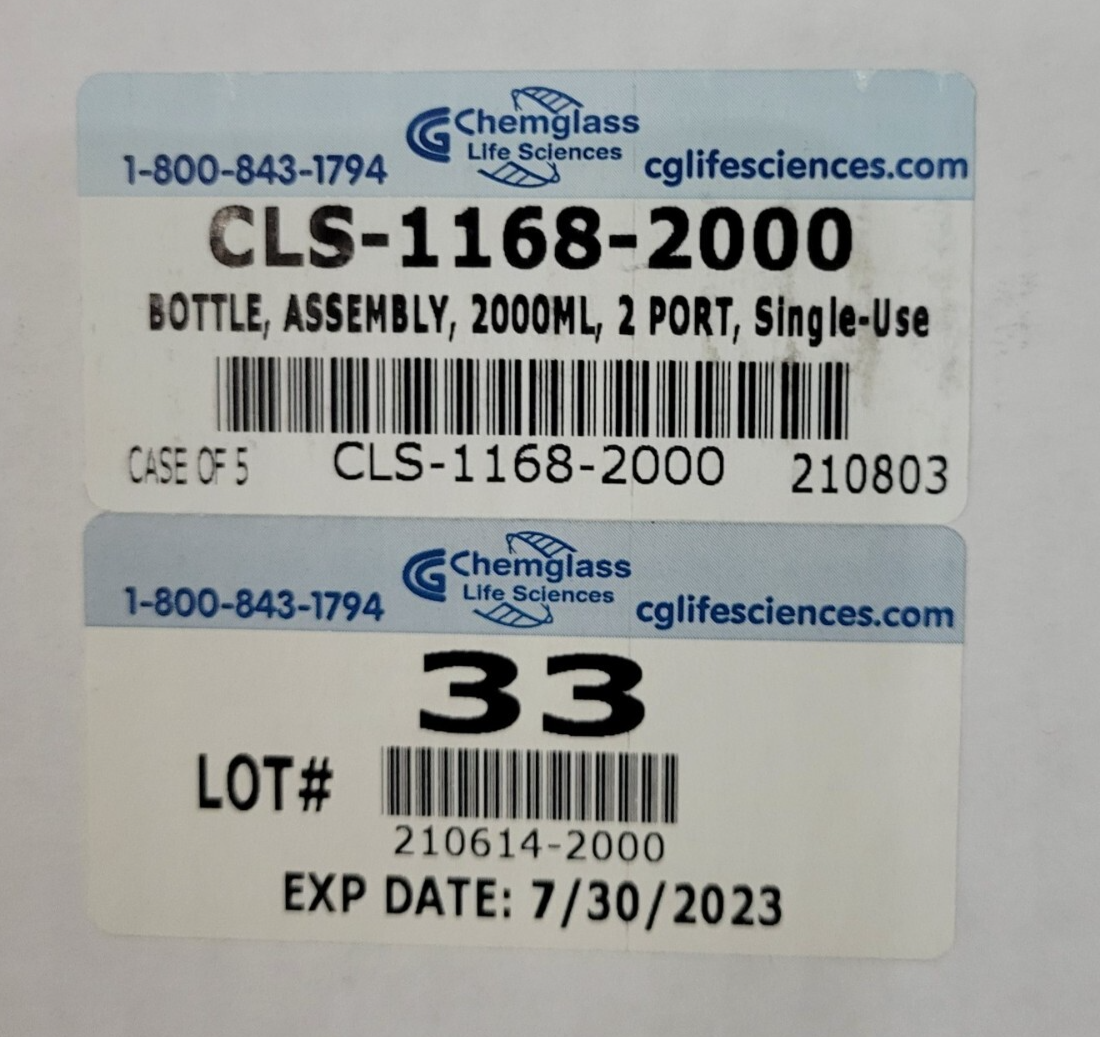 Chemglass
Life Sciences
1-800-843-1794
cglifesciences.com
CLS-1168-2000
BOTTLE, ASSEMBLY, 2000ML, 2 PORT, Single-Use
CASE OF 5 CLS-1168-2000 210803
Chemglass
Life Sciences
1-800-843-1794
cglifesciences.com
33
LOT#
210614-2000
EXP DATE: 7/30/2023